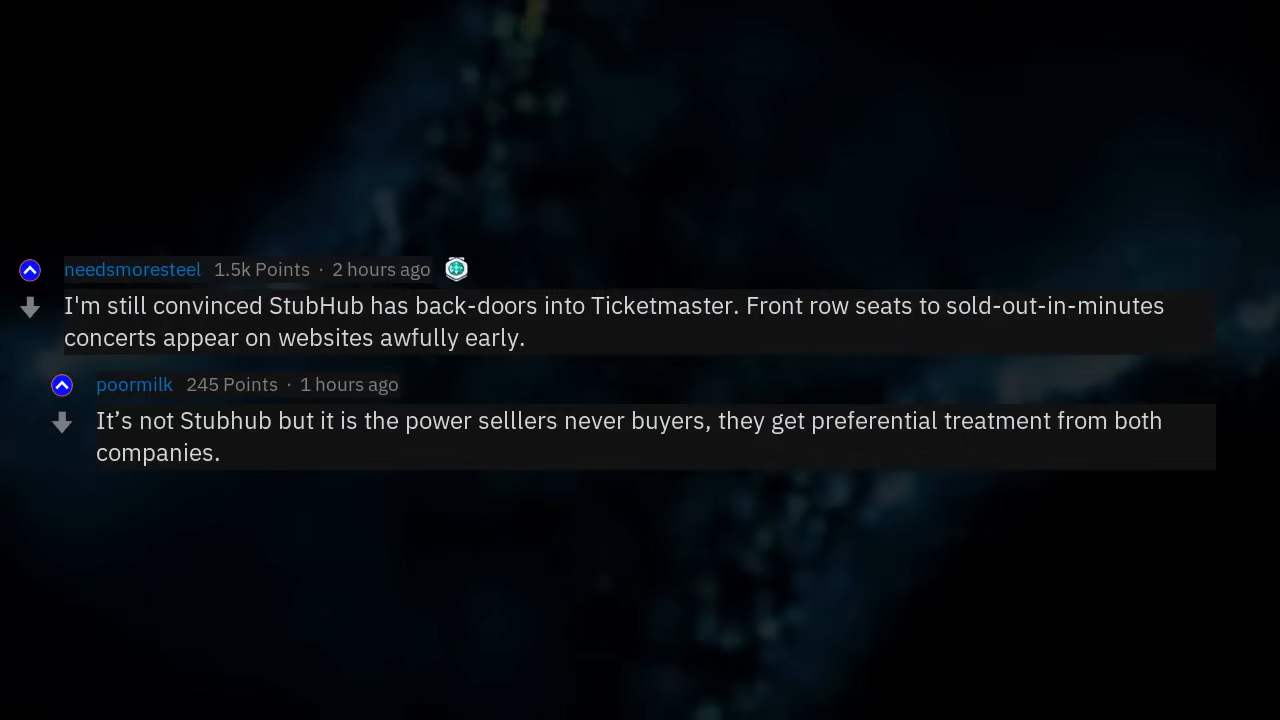 needsmoresteel 1.5k Points · 2 hours ago
I'm still convinced StubHub has back-doors into Ticketmaster. Front row seats to sold-out-in-minutes
concerts appear on websites awfully early.
poormilk 245 Points · 1 hours ago
It’s not Stubhub but it is the power selllers never buyers, they get preferential treatment from both
companies.